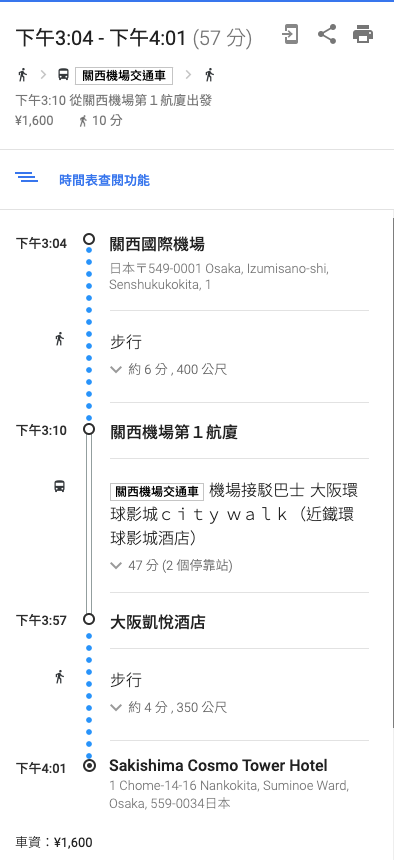 下午3:04 - 下午4:01 (57 分)
關西機場交通車
下午3:10 從關西機場第１航廈出發
¥1,600 10 分
時間表查閱功能
下午3:04 關西國際機場
日本〒549-0001 Osaka, Izumisano-shi,
Senshukukokita, 1
步行
約 6 分 , 400 公尺
下午3:10 關西機場第１航廈
關西機場交通車 機場接駁巴士 大阪環
球影城ｃｉｔｙ ｗａｌｋ（近鐵環
球影城酒店）
47 分 (2 個停靠站)
下午3:57 大阪凱悅酒店
步行
約 4 分 , 350 公尺
下午4:01 Sakishima Cosmo Tower Hotel
1 Chome-14-16 Nankokita, Suminoe Ward,
Osaka, 559-0034日本
車資：¥1,600